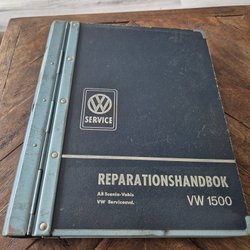 VW
SERVICE
REPARATIONSHANDBOK
AB Scania-Vabis
VW Serviceavd.
VW 1500